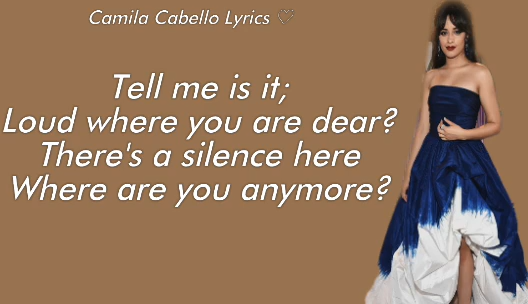 Camila Cabello Lyrics ♡
Tell me is it;
Loud where you are dear?
There's a silence here
Where are you anymore?